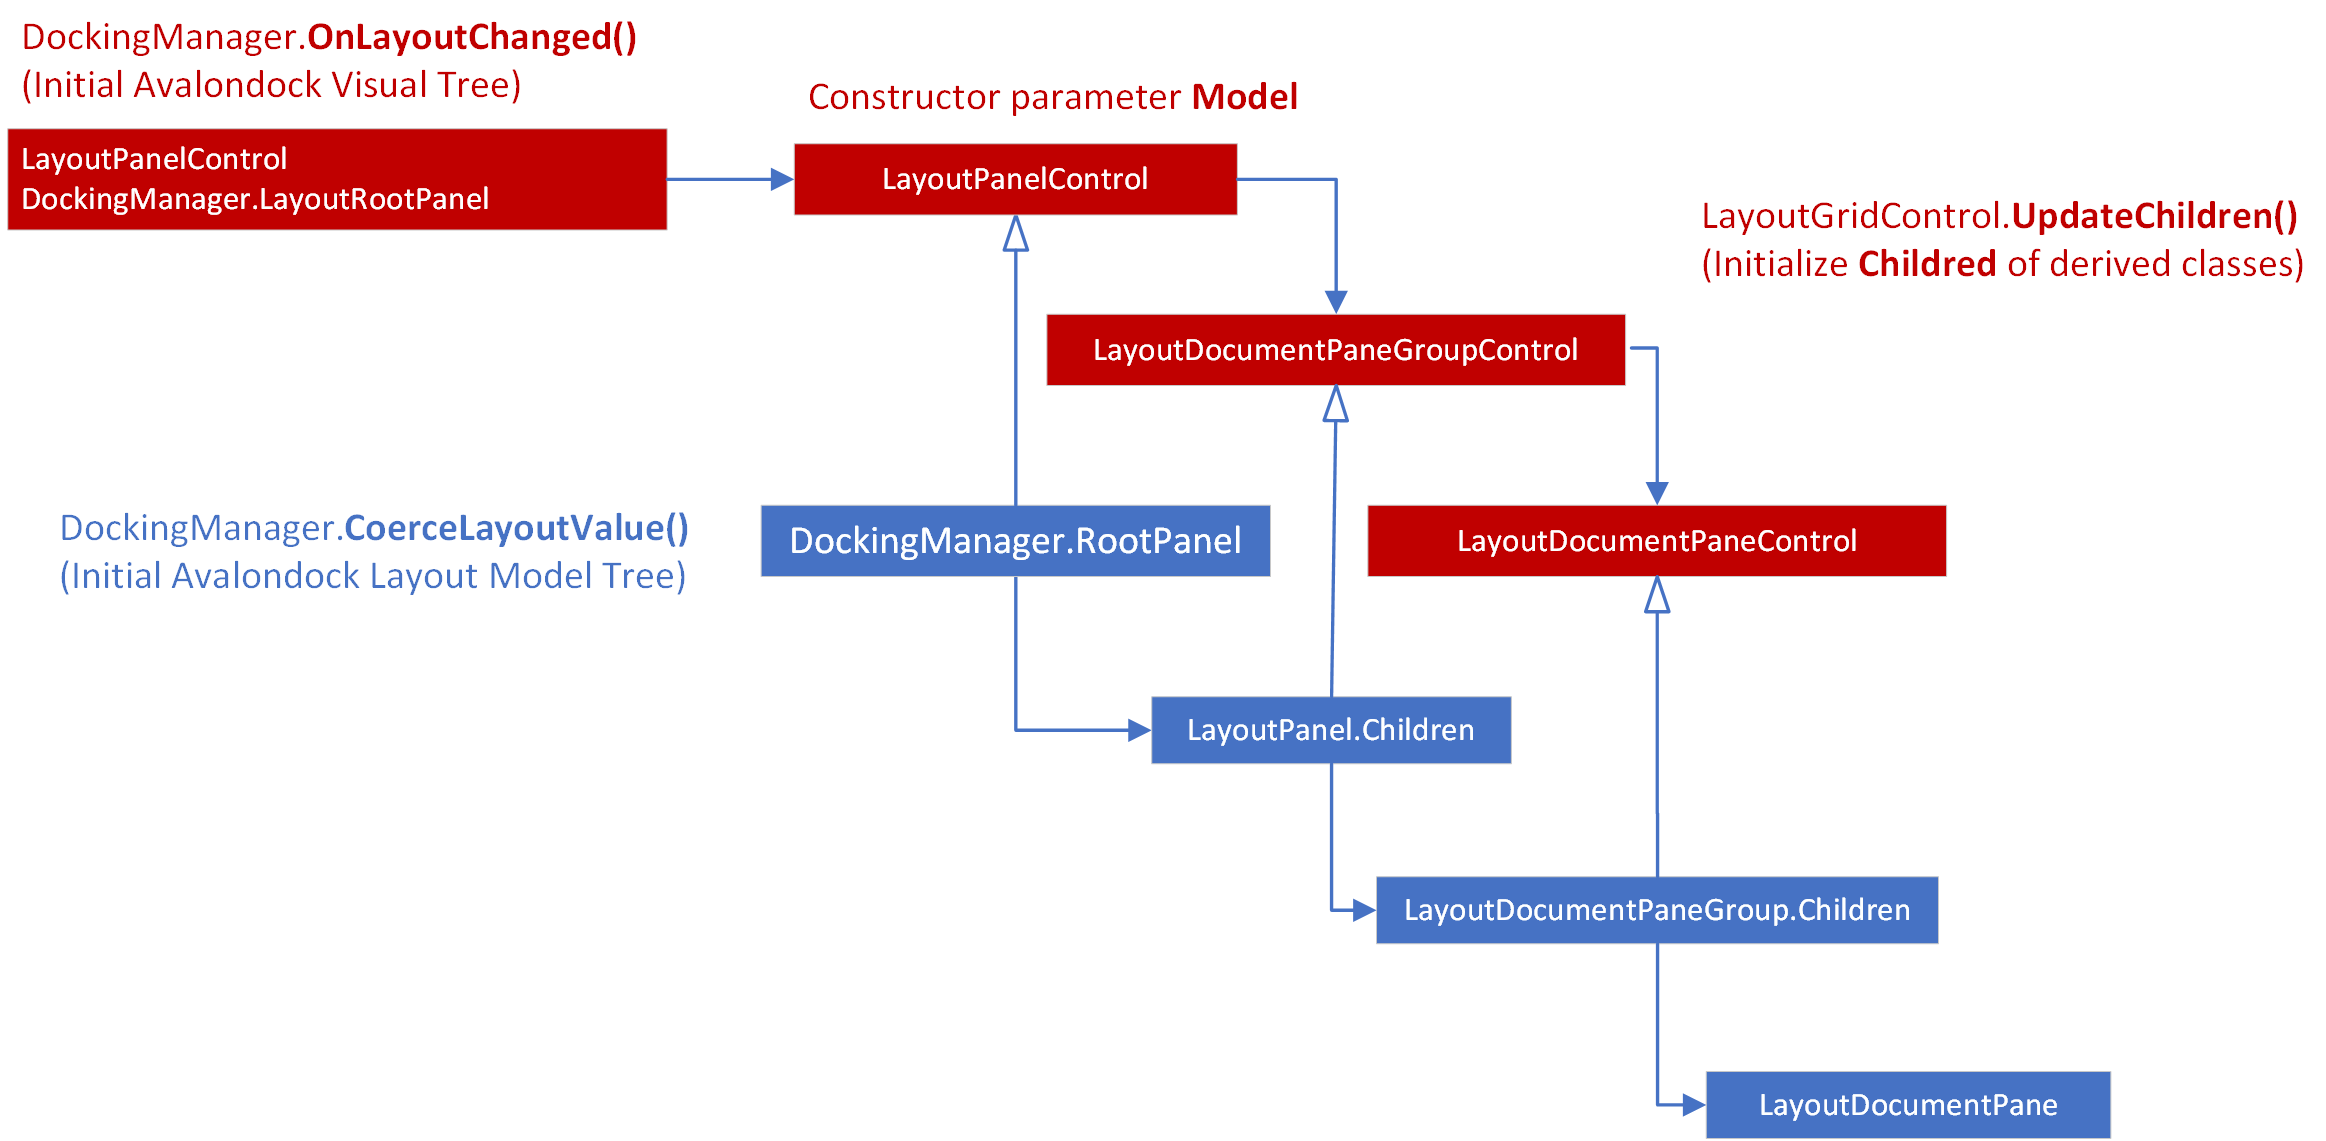 DockingManager.OnLayoutChanged()
(Initial Avalondock Visual Tree)
Constructor parameter Model
LayoutPanelControl
DockingManager.LayoutRootPanel
LayoutPanelControl
LayoutGridControl.UpdateChildren()
(Initialize Childred of derived classes)
LayoutDocumentPaneGroupControl
DockingManager.CoerceLayoutValue()
(Initial Avalondock Layout Model Tree)
DockingManager.RootPanel
LayoutDocumentPaneControl
LayoutPanel.Children
LayoutDocumentPaneGroup.Children
LayoutDocumentPane